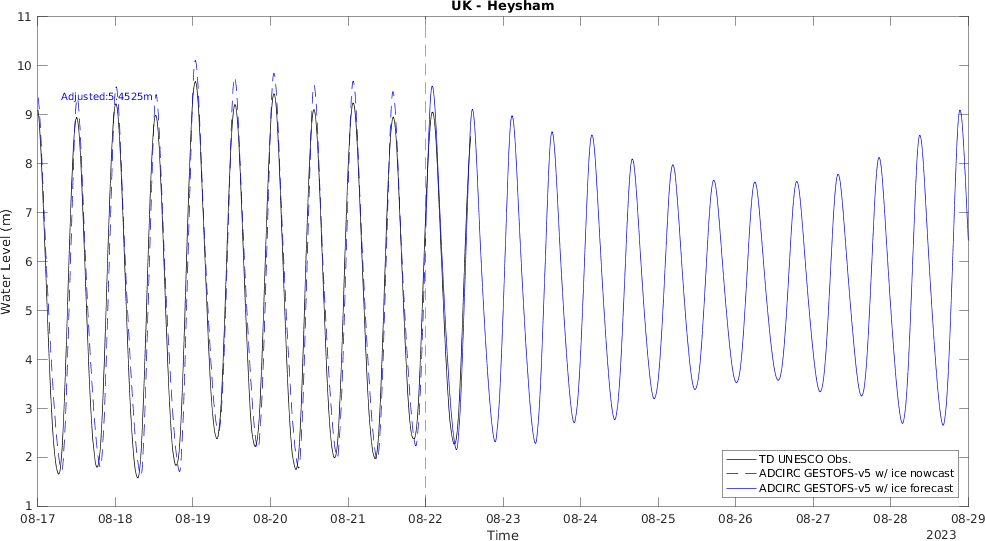 UK - Heysham
11
10
9
8
7
6
5
4
3
2
1
Water Level (m)
Adjusted:5.4525m
TD UNESCO Obs.
ADCIRC GESTOFS-v5 w/ ice nowcast
ADCIRC GESTOFS-v5 w/ ice forecast
08-17 08-18 08-19 08-20 08-21 08-22 08-23 08-24 08-25 08-26 08-27 08-28 08-29
Time
2023